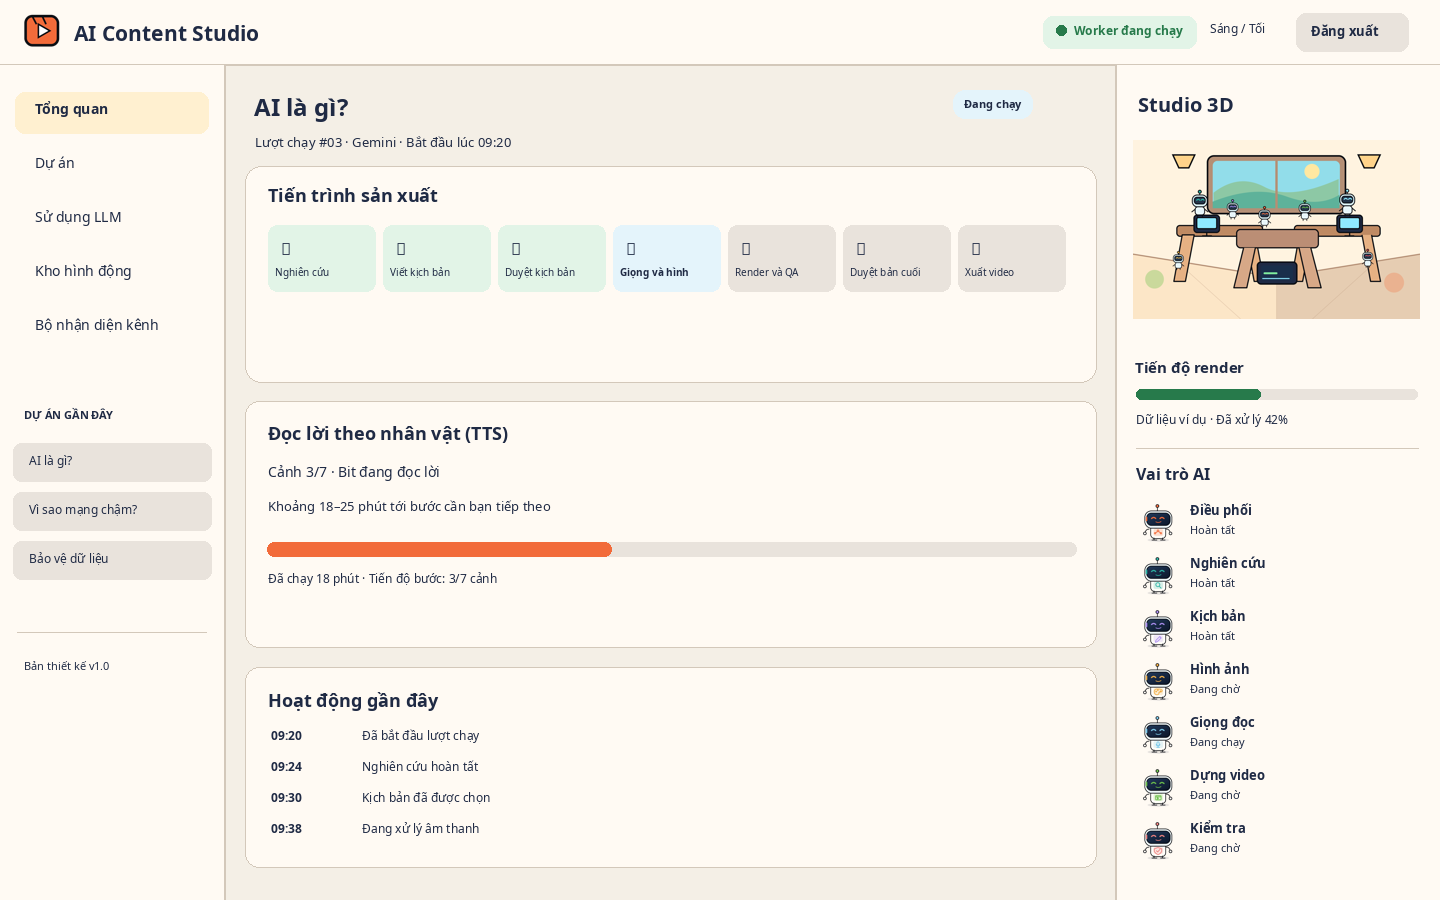 AI Content Studio
Worker đang chạy
Sáng / Tối
Đăng xuất
Tổng quan
Dự án
Sử dụng LLM
Kho hình động
Bộ nhận diện kênh
DỰ ÁN GẦN ĐÂY
AI là gì?
Vì sao mạng chậm?
Bảo vệ dữ liệu
Bản thiết kế v1.0
AI là gì?
Đang chạy
Lượt chạy #03 · Gemini · Bắt đầu lúc 09:20
Tiến trình sản xuất
Nghiên cứu
Viết kịch bản
Duyệt kịch bản
Giọng và hình
Render và QA
Duyệt bản cuối
Xuất video
Đọc lời theo nhân vật (TTS)
Cảnh 3/7 · Bit đang đọc lời
Khoảng 18–25 phút tới bước cần bạn tiếp theo
Đã chạy 18 phút · Tiến độ bước: 3/7 cảnh
Hoạt động gần đây
09:20 Đã bắt đầu lượt chạy
09:24 Nghiên cứu hoàn tất
09:30 Kịch bản đã được chọn
09:38 Đang xử lý âm thanh
Studio 3D
Tiến độ render
Dữ liệu ví dụ · Đã xử lý 42%
Vai trò AI
Điều phối
Hoàn tất
Nghiên cứu
Hoàn tất
Kịch bản
Hoàn tất
Hình ảnh
Đang chờ
Giọng đọc
Đang chạy
Dựng video
Đang chờ
Kiểm tra
Đang chờ